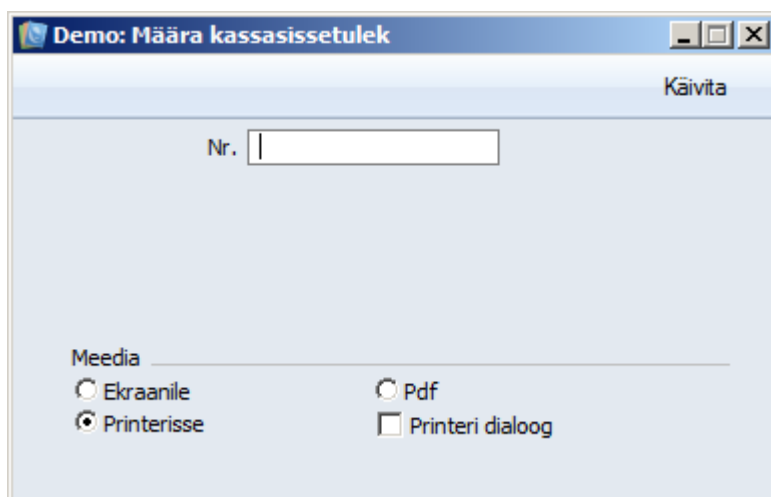 Demo: Määra kassasissetulek
Käivita
Nr.
Meedia
Ekraanile Pdf
Printerisse Printeri dialoog